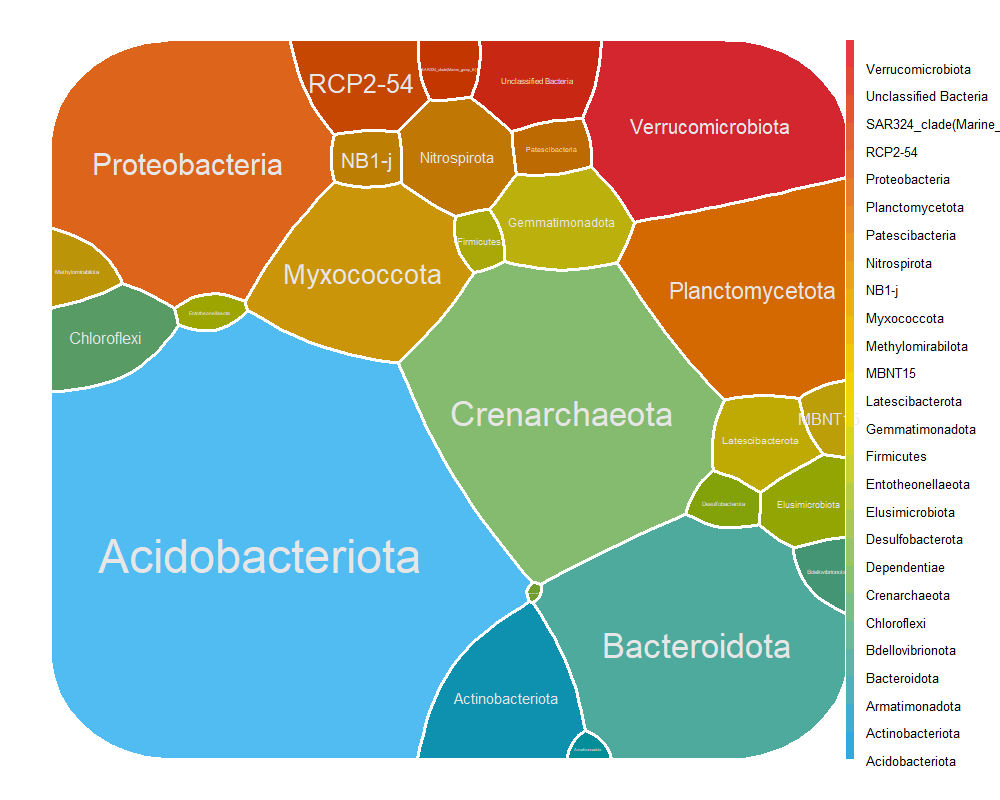 RCP2-54
SAR324_clade(Marine_group_B)
Unclassified Bacteria
Verrucomicrobiota
Proteobacteria
NB1-j
Nitrospirota
Patescibacteria
Gemmatimonadota
Firmicutes
Methylomirabilota
Myxococcota
Planctomycetota
Entotheonellaeota
Chloroflexi
Crenarchaeota
MBNT15
Latescibacterota
Desulfobacterota
Elusimicrobiota
Acidobacteriota
Bdellovibrionota
Bacteroidota
Actinobacteriota
Armatimonadota
Verrucomicrobiota
Unclassified Bacteria
SAR324_clade(Marine_
RCP2-54
Proteobacteria
Planctomycetota
Patescibacteria
Nitrospirota
NB1-j
Myxococcota
Methylomirabilota
MBNT15
Latescibacterota
Gemmatimonadota
Firmicutes
Entotheonellaeota
Elusimicrobiota
Desulfobacterota
Dependentiae
Crenarchaeota
Chloroflexi
Bdellovibrionota
Bacteroidota
Armatimonadota
Actinobacteriota
Acidobacteriota